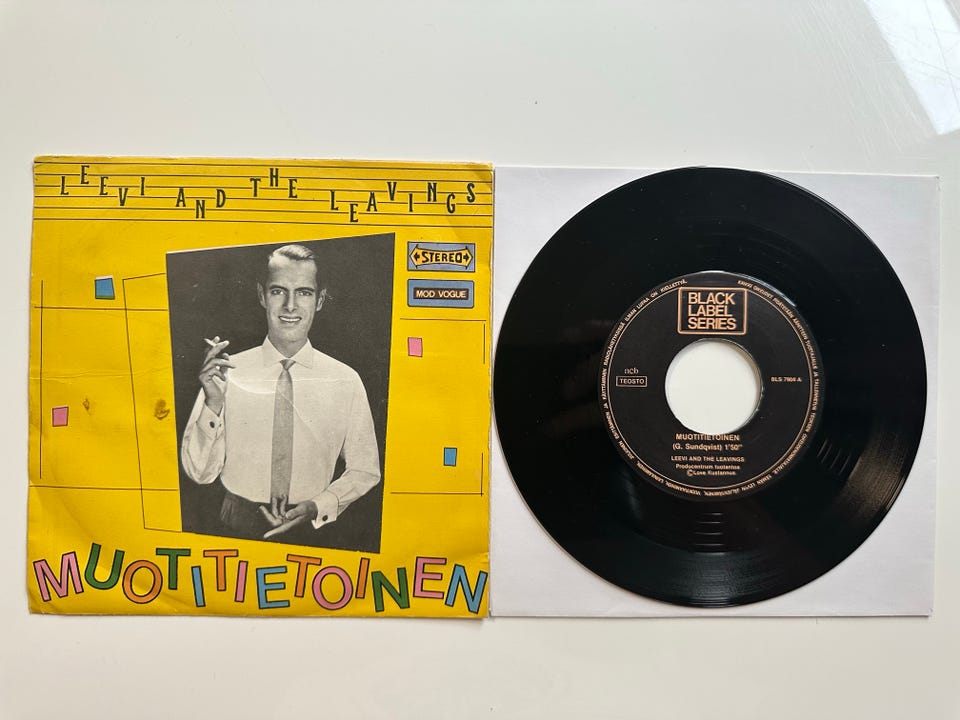 LEEVI AND THE LEAVINGS
STEREO
MOD VOGUE
MUOTITIETOINEN
BLACK
LABEL
SERIES
ncb
TEOSTO
BLS 7908 A
MUOTITIETOINEN
(G. Sundqvist) 1'50"
LEEVI AND THE LEAVINGS
Producentrum tuotantoa
©Love Kustannus